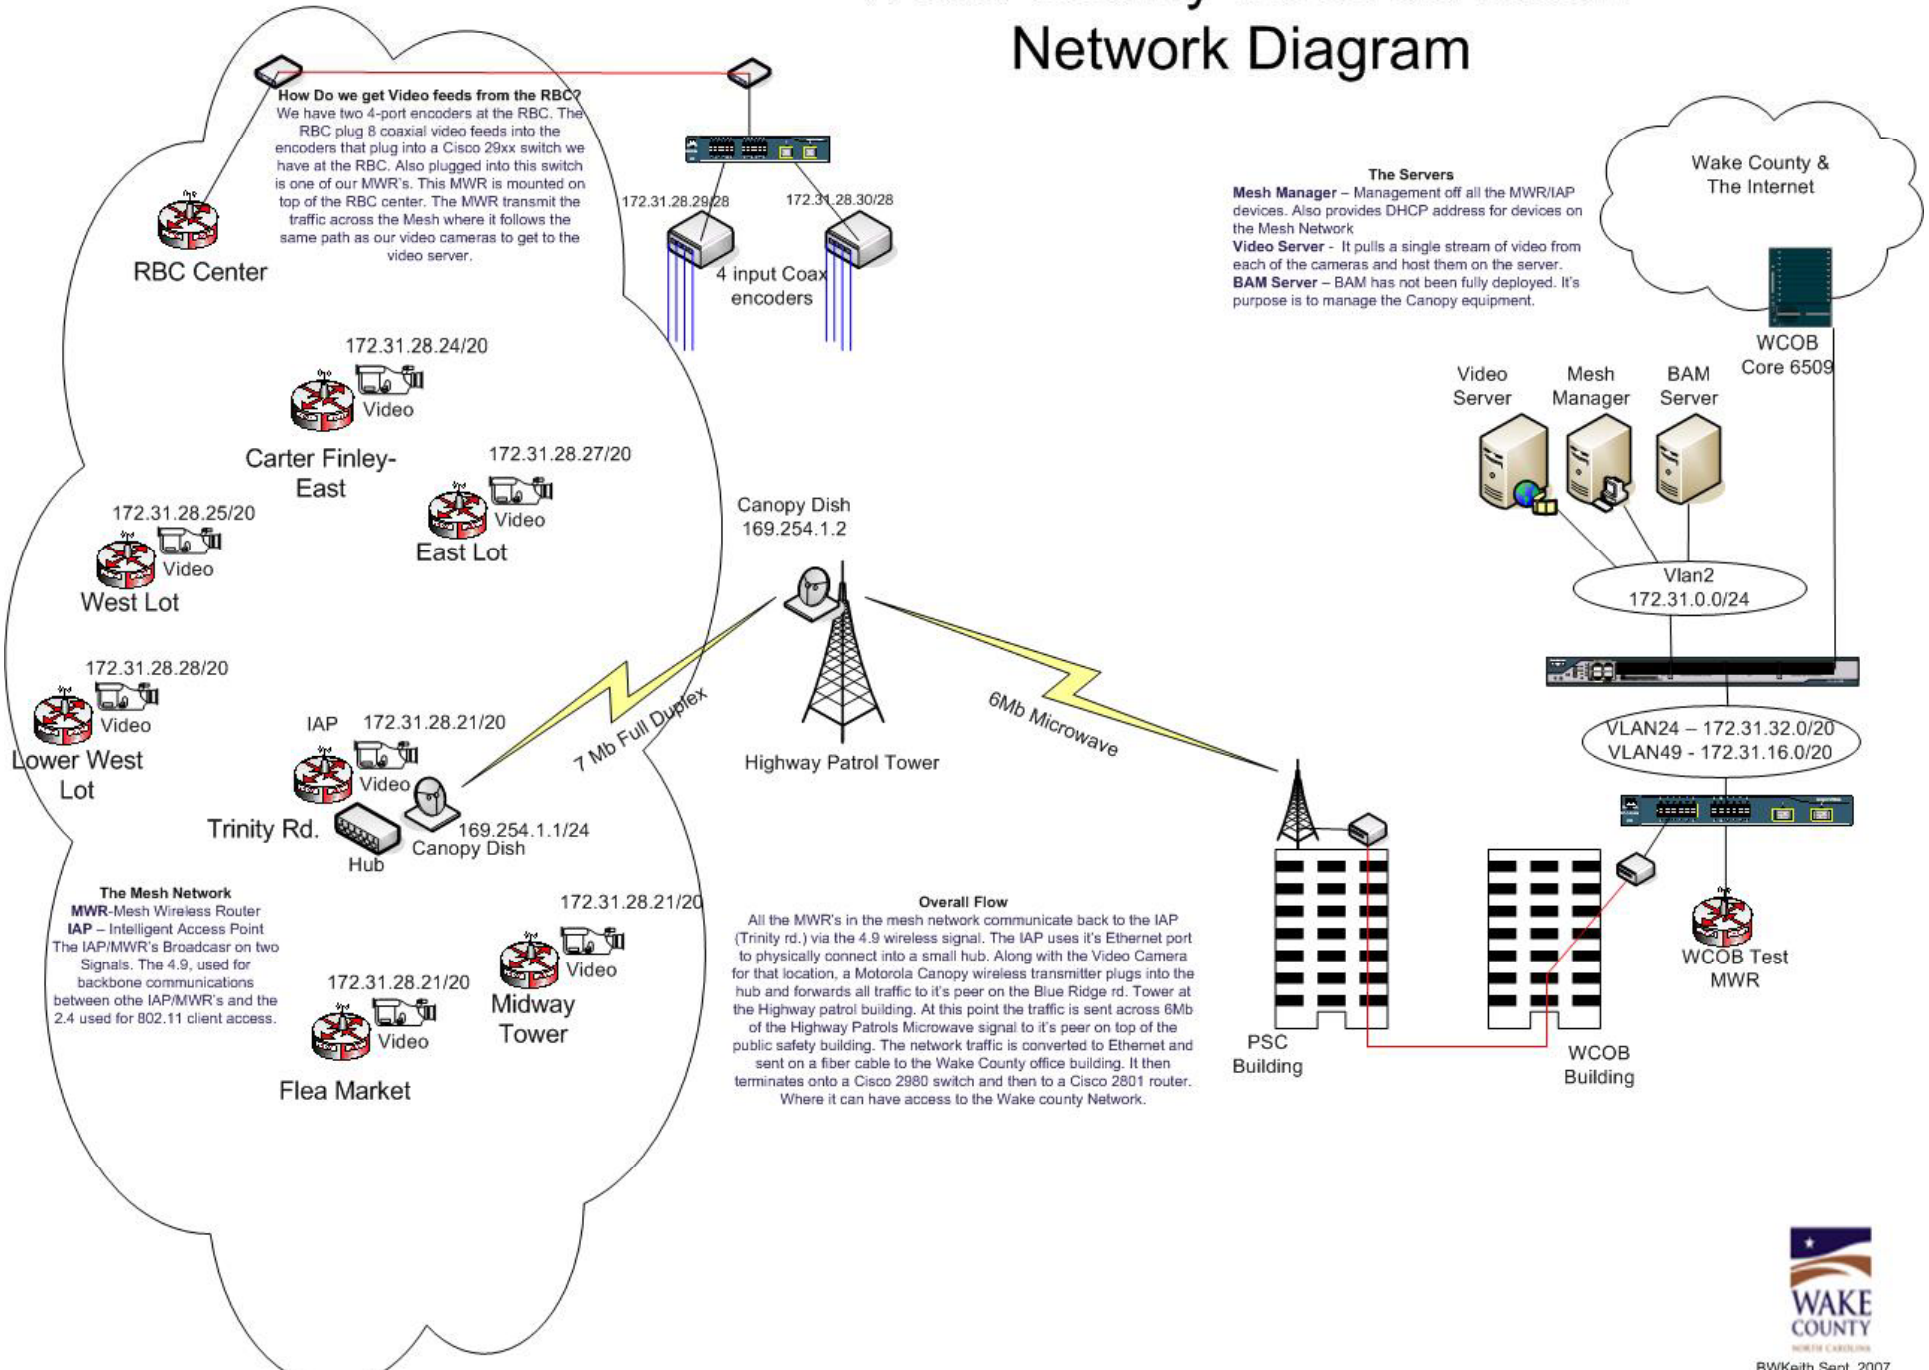 Network Diagram
How Do we get Video feeds from the RBC?
We have two 4-port encoders at the RBC. The
RBC plug 8 coaxial video feeds into the
encoders that plug into a Cisco 29xx switch we
have at the RBC. Also plugged into this switch
is one of our MWR's. This MWR is mounted on
top of the RBC center. The MWR transmit the
traffic across the Mesh where it follows the
same path as our video cameras to get to the
video server.
RBC Center
172.31.28.29/28
172.31.28.30/28
4 input Coax
encoders
The Servers
Mesh Manager – Management off all the MWR/IAP
devices. Also provides DHCP address for devices on
the Mesh Network
Video Server - It pulls a single stream of video from
each of the cameras and host them on the server.
BAM Server – BAM has not been fully deployed. It's
purpose is to manage the Canopy equipment.
Wake County &
The Internet
WCOB
Core 6509
172.31.28.24/20
Video
Carter Finley-
East
172.31.28.27/20
Video
East Lot
172.31.28.25/20
Video
West Lot
172.31.28.28/20
Video
Lower West
Lot
IAP
172.31.28.21/20
Video
Trinity Rd.
Hub
169.254.1.1/24
Canopy Dish
7 Mb Full Duplex
Canopy Dish
169.254.1.2
Highway Patrol Tower
6Mb Microwave
Video
Server
Mesh
Manager
BAM
Server
Vlan2
172.31.0.0/24
VLAN24 – 172.31.32.0/20
VLAN49 - 172.31.16.0/20
WCOB Test
MWR
PSC
Building
WCOB
Building
The Mesh Network
MWR-Mesh Wireless Router
IAP – Intelligent Access Point
The IAP/MWR's Broadcasr on two
Signals. The 4.9, used for
backbone communications
between othe IAP/MWR's and the
2.4 used for 802.11 client access.
172.31.28.21/20
Video
Midway
Tower
172.31.28.21/20
Video
Flea Market
Overall Flow
All the MWR's in the mesh network communicate back to the IAP
(Trinity rd.) via the 4.9 wireless signal. The IAP uses it's Ethernet port
to physically connect into a small hub. Along with the Video Camera
for that location, a Motorola Canopy wireless transmitter plugs into the
hub and forwards all traffic to it's peer on the Blue Ridge rd. Tower at
the Highway patrol building. At this point the traffic is sent across 6Mb
of the Highway Patrols Microwave signal to it's peer on top of the
public safety building. The network traffic is converted to Ethernet and
sent on a fiber cable to the Wake County office building. It then
terminates onto a Cisco 2980 switch and then to a Cisco 2801 router.
Where it can have access to the Wake county Network.
WAKE
COUNTY
NORTH CAROLINA
BWKeith Sept. 2007